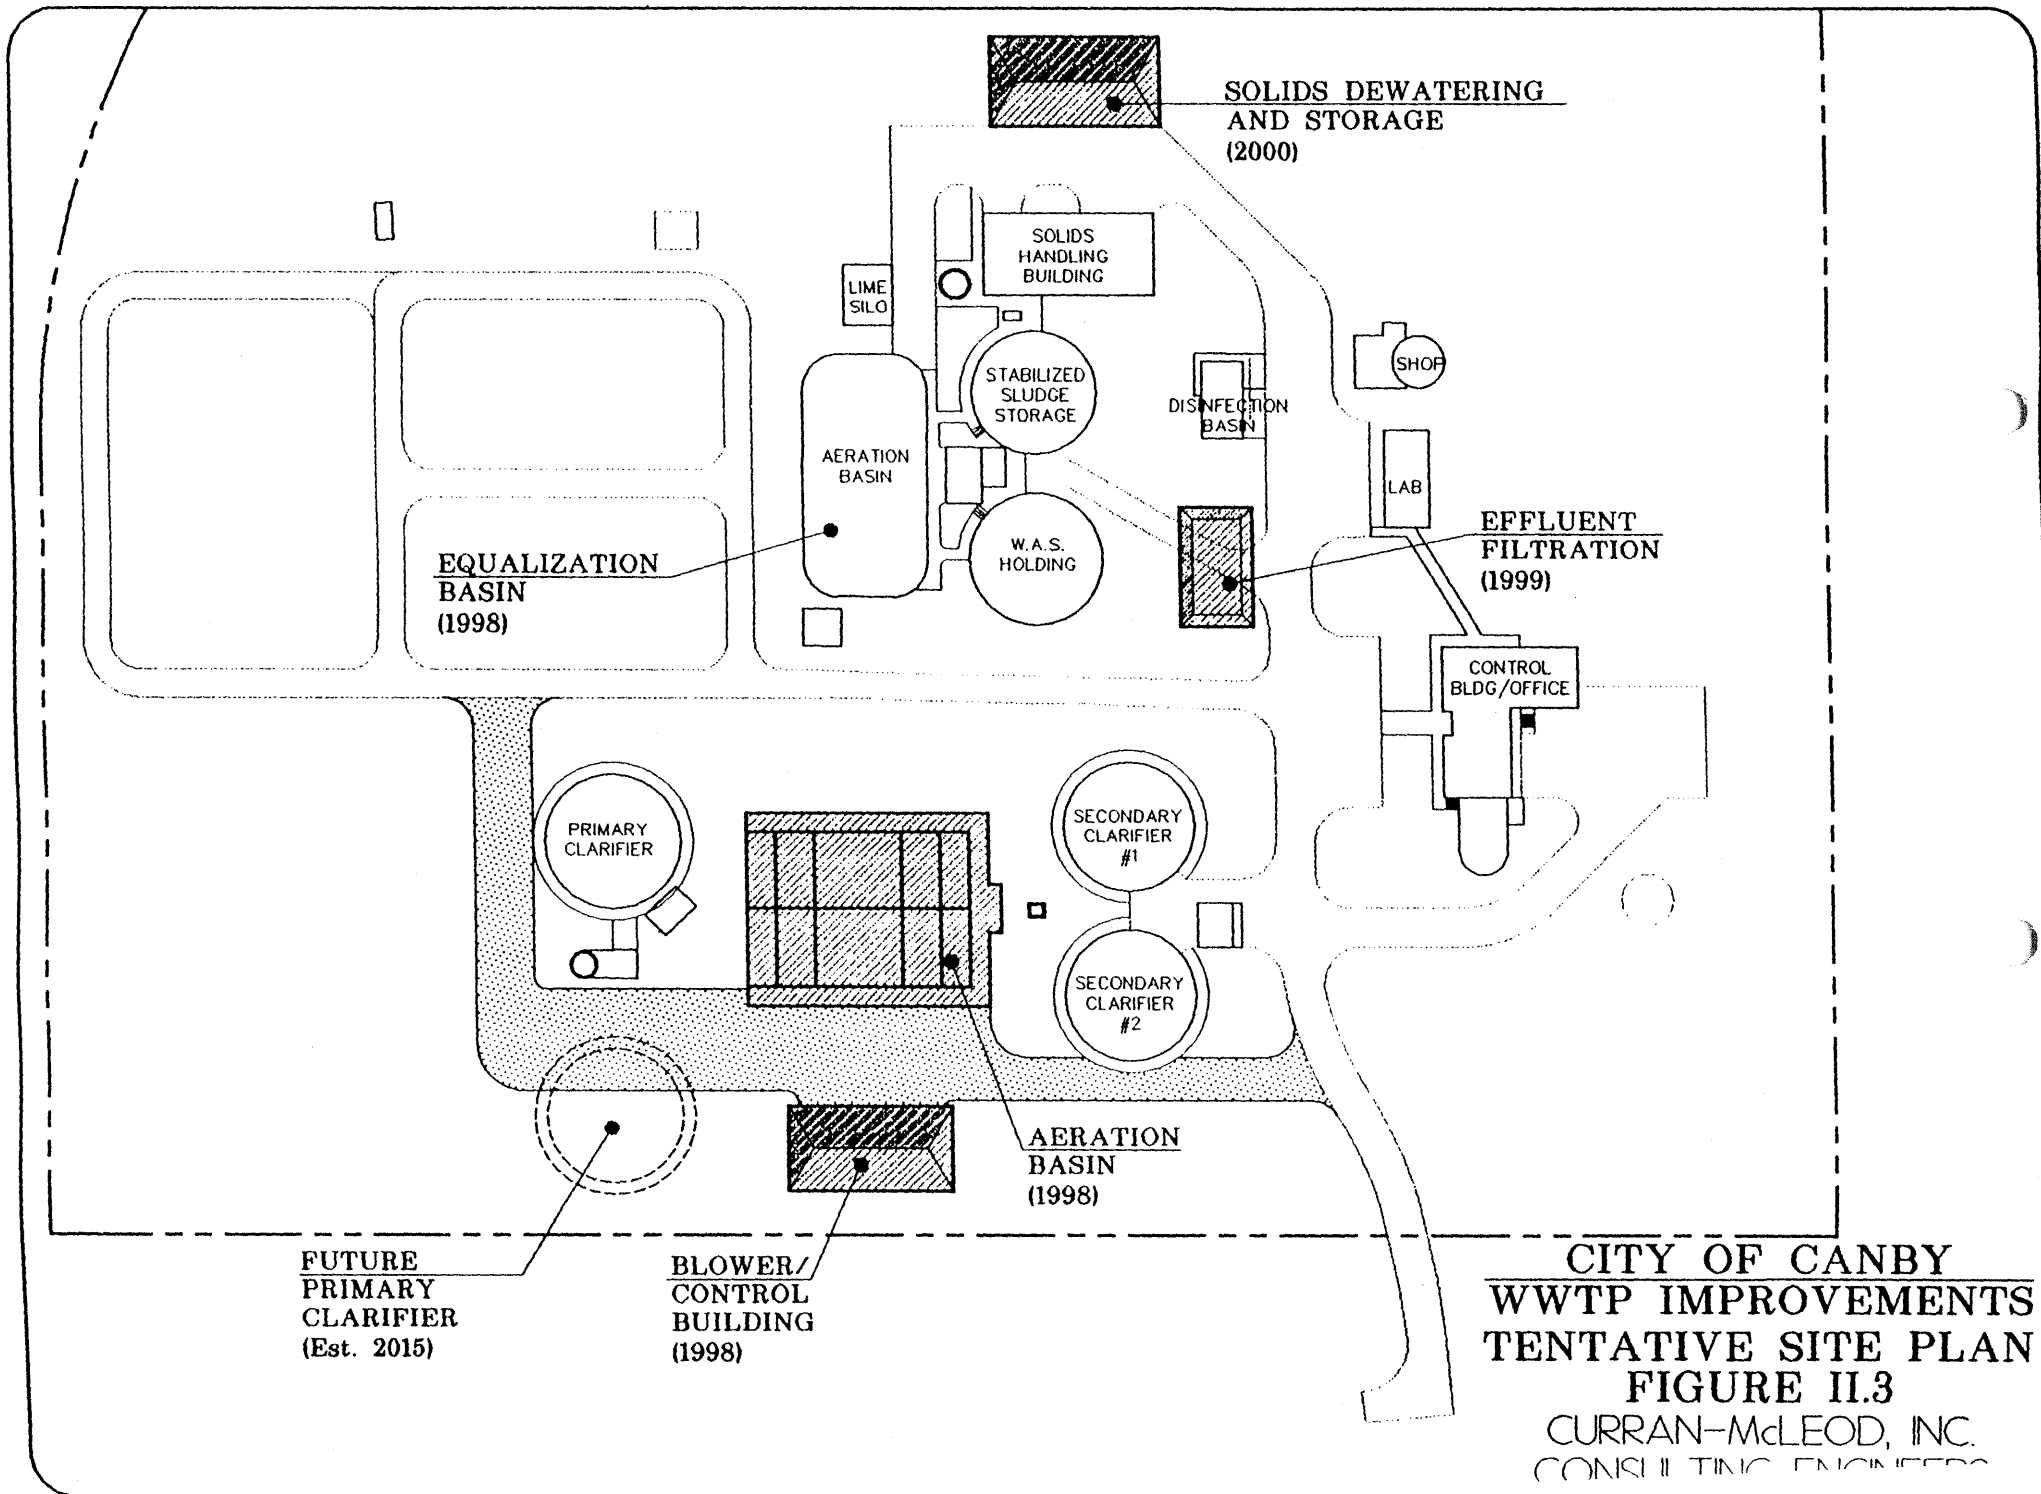 SOLIDS DEWATERING
AND STORAGE
(2000)
SOLIDS
HANDLING
BUILDING
LIME
SILO
STABILIZED
SLUDGE
STORAGE
SHOP
DISINFECTION
BASIN
AERATION
BASIN
LAB
EFFLUENT
FILTRATION
(1999)
EQUALIZATION
BASIN
(1998)
W.A.S.
HOLDING
CONTROL
BLDG/OFFICE
PRIMARY
CLARIFIER
SECONDARY
CLARIFIER
#1
SECONDARY
CLARIFIER
#2
AERATION
BASIN
(1998)
FUTURE
PRIMARY
CLARIFIER
(Est. 2015)
BLOWER/
CONTROL
BUILDING
(1998)
CITY OF CANBY
WWTP IMPROVEMENTS
TENTATIVE SITE PLAN
FIGURE II.3
CURRAN-McLEOD, INC.
CONSULTING ENGINEERS